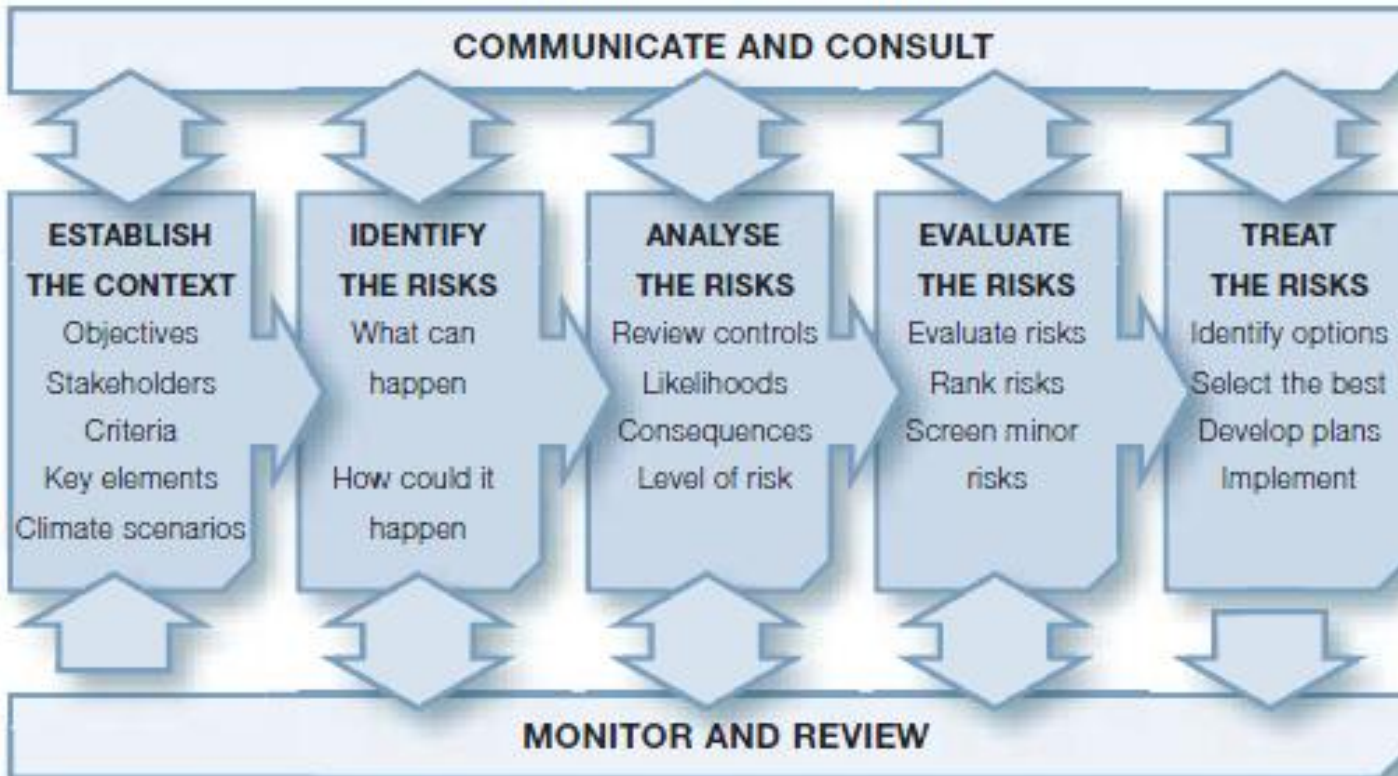 COMMUNICATE AND CONSULT
ESTABLISH
THE CONTEXT
Objectives
Stakeholders
Criteria
Key elements
Climate scenarios
IDENTIFY
THE RISKS
What can
happen
How could it
happen
ANALYSE
THE RISKS
Review controls
Likelihoods
Consequences
Level of risk
EVALUATE
THE RISKS
Evaluate risks
Rank risks
Screen minor
risks
TREAT
THE RISKS
Identify options
Select the best
Develop plans
Implement
MONITOR AND REVIEW